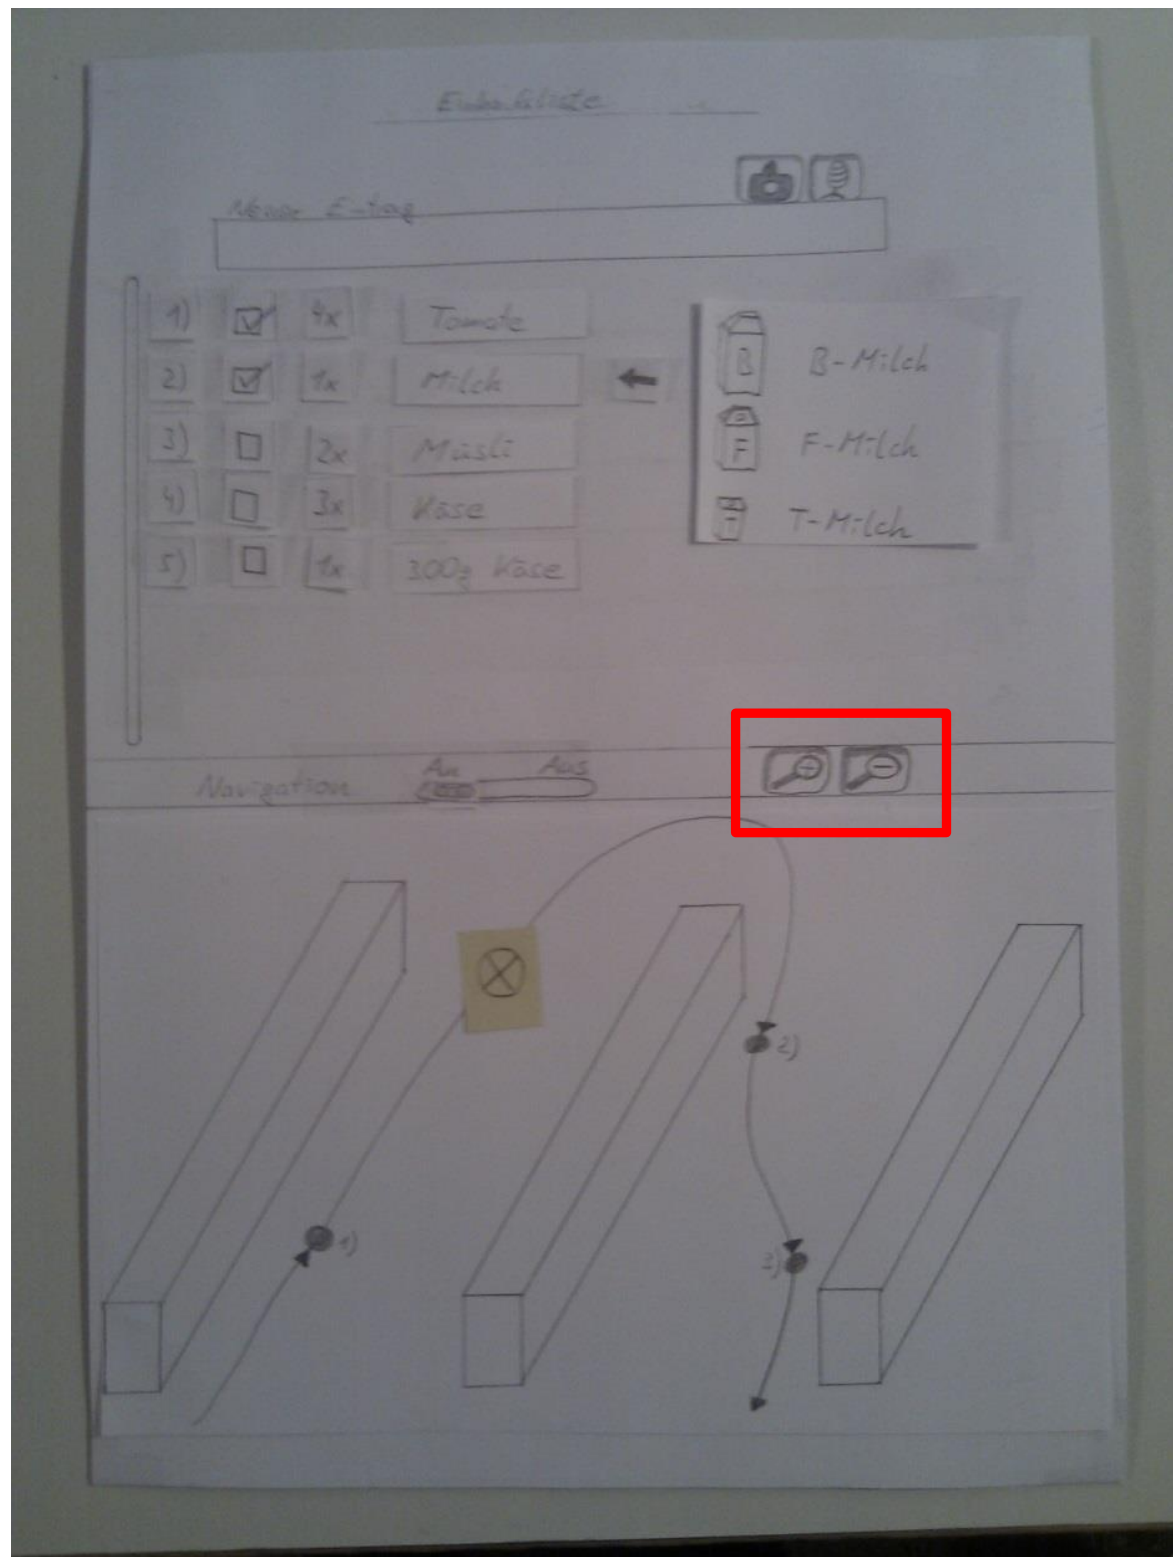 Einkaufsliste
Neuer Eintrag
1) 4x Tomate
2) 1x Milch
3) 2x Müsli
4) 3x Käse
5) 1x 300g Käse
B B-Milch
F F-Milch
T T-Milch
Navigation An Aus
2)
1)
3)